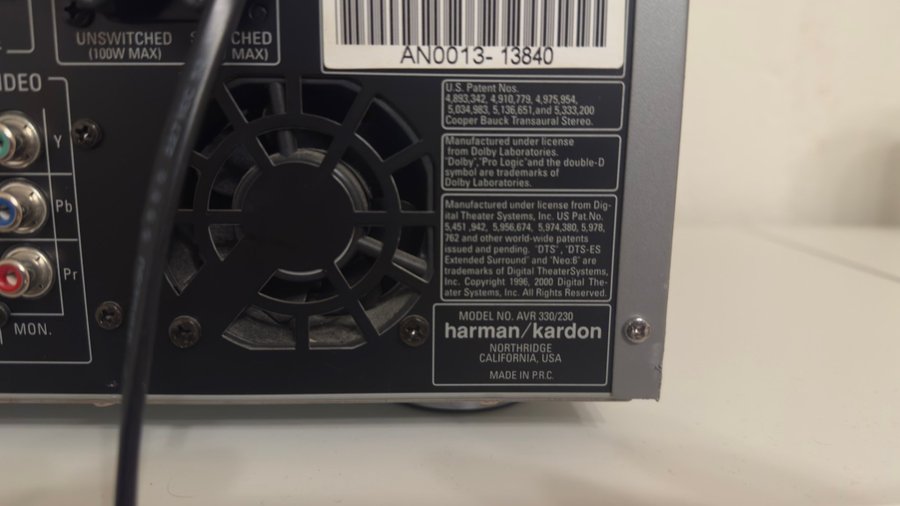 UNSWITCHED
(100W MAX)
MAX)
AN0013- 13840
VIDEO
Y
Pb
Pr
MON.
U.S. Patent Nos.
4,893,342, 4,910,779, 4,975,954,
5,034,983, 5,136,651, and 5,333,200
Cooper Bauck Transaural Stereo.
Manufactured under license
from Dolby Laboratories.
"Dolby", "Pro Logic" and the double-D
symbol are trademarks of
Dolby Laboratories.
Manufactured under license from Dig-
ital Theater Systems, Inc. US Pat. No.
5,451 ,942, 5,956,674, 5,974,380, 5,978,
762 and other world-wide patents
issued and pending. "DTS", "DTS-ES
Extended Surround" and "Neo:6" are
trademarks of Digital TheaterSystems,
Inc. Copyright 1996, 2000 Digital The-
ater Systems, Inc. All Rights Reserved.
MODEL NO. AVR 330/230
harman/kardon
NORTHRIDGE
CALIFORNIA, USA
MADE IN P.R.C.